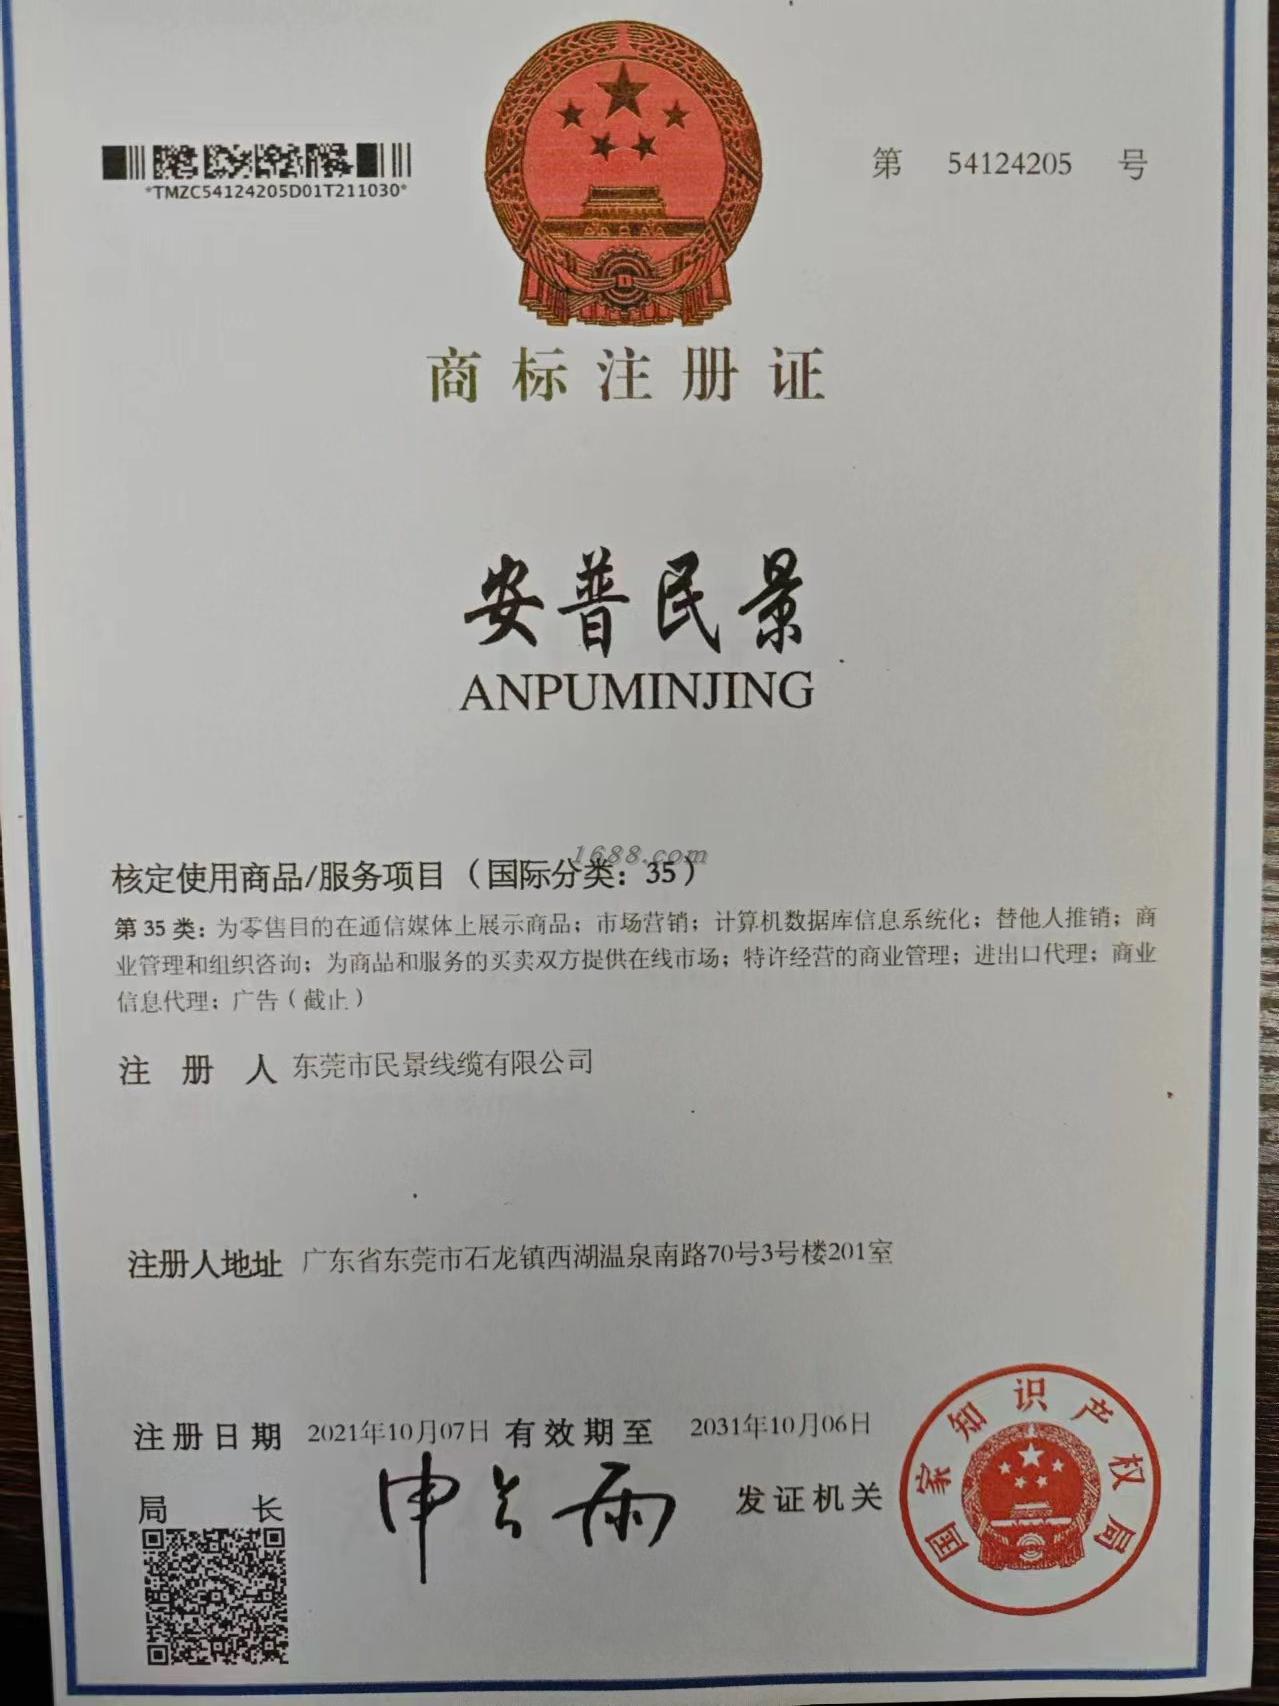 *TMZC54124205D01T211030*
第 54124205 号
商标注册证
安普民景
ANPUMINJING
1688.com
核定使用商品/服务项目（国际分类：35）
第 35 类：为零售目的在通信媒体上展示商品；市场营销；计算机数据库信息系统化；替他人推销；商
业管理和组织咨询；为商品和服务的买卖双方提供在线市场；特许经营的商业管理；进出口代理；商业
信息代理；广告（截止）
注册人 东莞市民景线缆有限公司
注册人地址 广东省东莞市石龙镇西湖温泉南路70号3号楼201室
注册日期 2021年10月07日 有效期至 2031年10月06日
局长 申长雨 发证机关
国家知识产权局